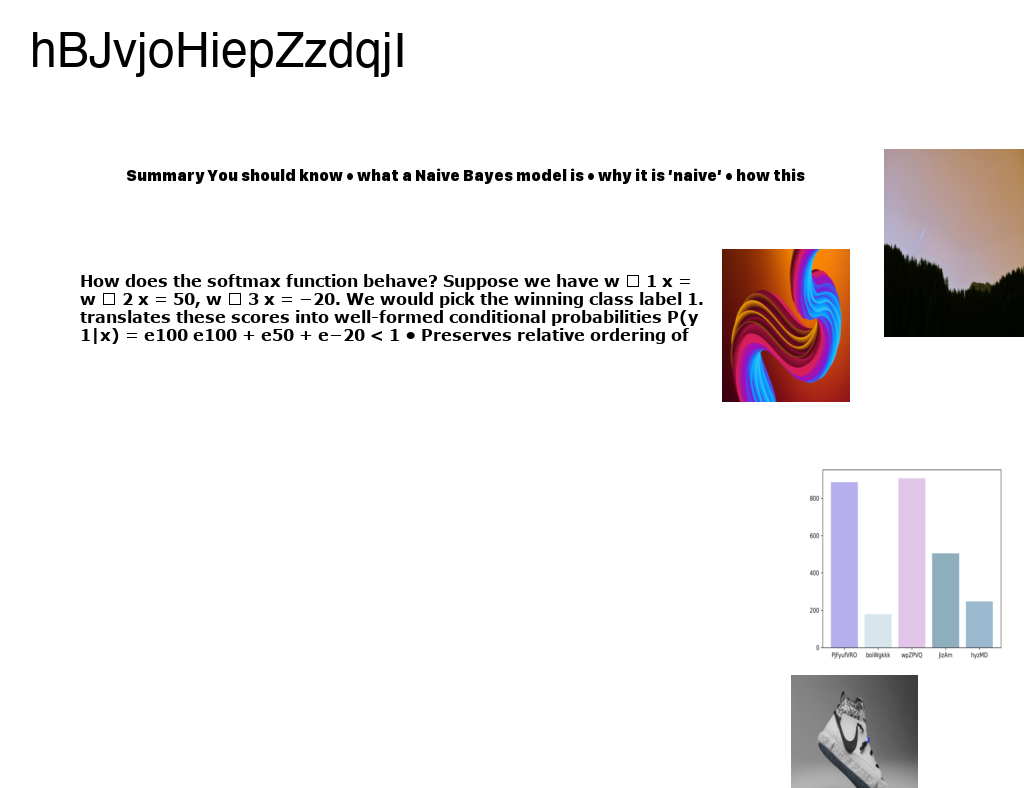 hBJvjoHiepZzdqjI
Summary You should know • what a Naive Bayes model is • why it is ’naive’ • how this
How does the softmax function behave? Suppose we have w □ 1 x =
w □ 2 x = 50, w □ 3 x = −20. We would pick the winning class label 1.
translates these scores into well-formed conditional probabilities P(y
1|x) = e100 e100 + e50 + e−20 < 1 • Preserves relative ordering of
800
600
400
200
0
PjFyufVRO boiWgkkk wpZPVQ JizAm hyzMD